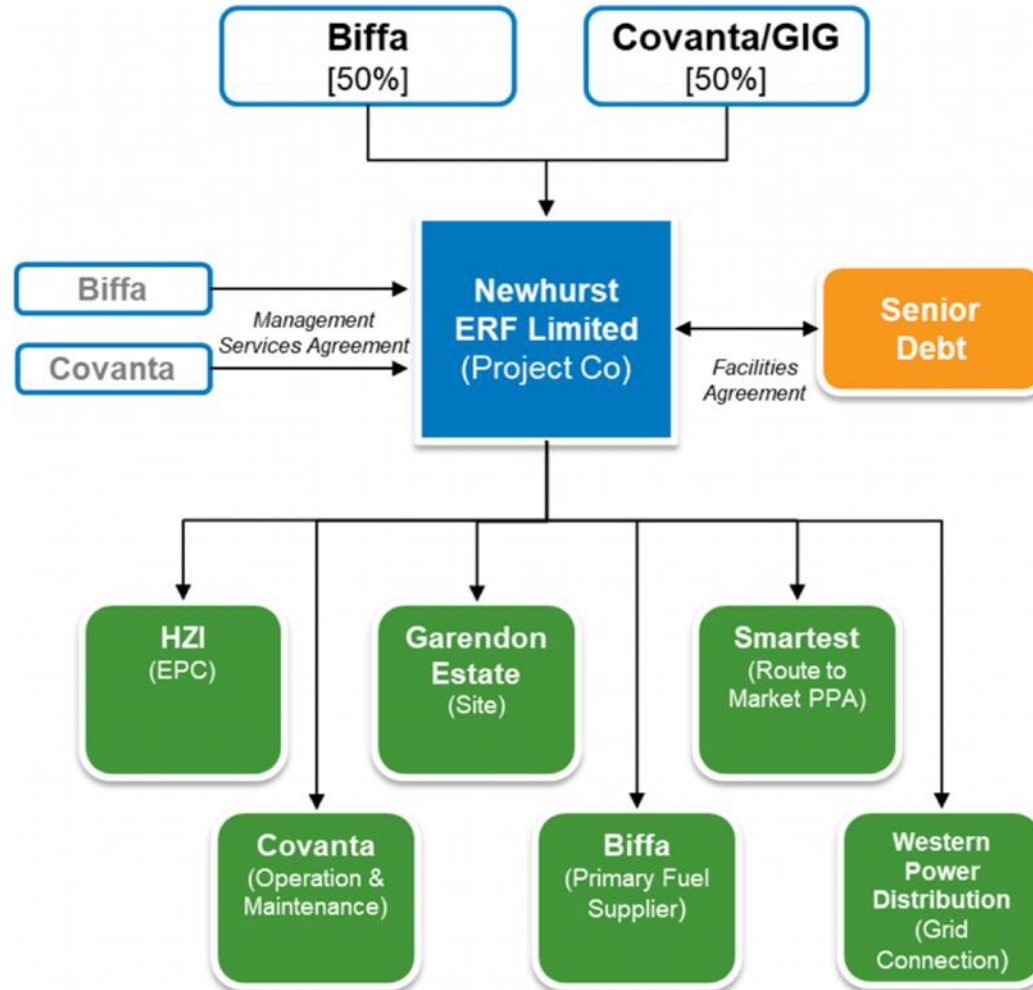 Biffa
[50%]
Covanta/GIG
[50%]
Biffa
Covanta
Management
Services Agreement
Newhurst
ERF Limited
(Project Co)
Facilities
Agreement
Senior
Debt
HZI
(EPC)
Garendon
Estate
(Site)
Smartest
(Route to
Market PPA)
Covanta
(Operation &
Maintenance)
Biffa
(Primary Fuel
Supplier)
Western
Power
Distribution
(Grid
Connection)